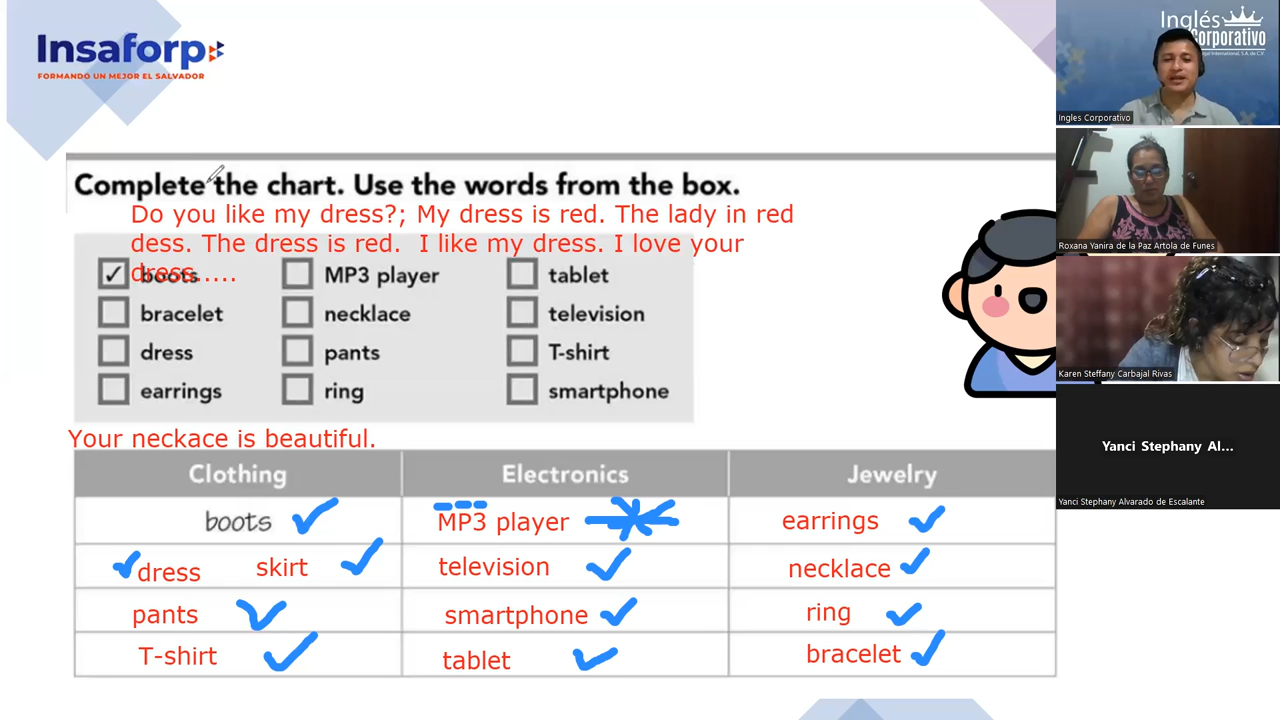 Insaforp
FORMANDO UN MEJOR EL SALVADOR
Complete the chart. Use the words from the box.
Do you like my dress?; My dress is red. The lady in red
dess. The dress is red. I like my dress. I love your
dress.....
✓ boots
MP3 player
tablet
bracelet
necklace
television
dress
pants
T-shirt
earrings
ring
smartphone
Your neckace is beautiful.
Clothing Electronics Jewelry
boots MP3 player earrings
dress skirt television necklace
pants smartphone ring
T-shirt tablet bracelet
Inglés
Corporativo
Ingles Corporativo
Roxana Yanira de la Paz Artola de Funes
Karen Steffany Carbajal Rivas
Yanci Stephany Al...
Yanci Stephany Alvarado de Escalante